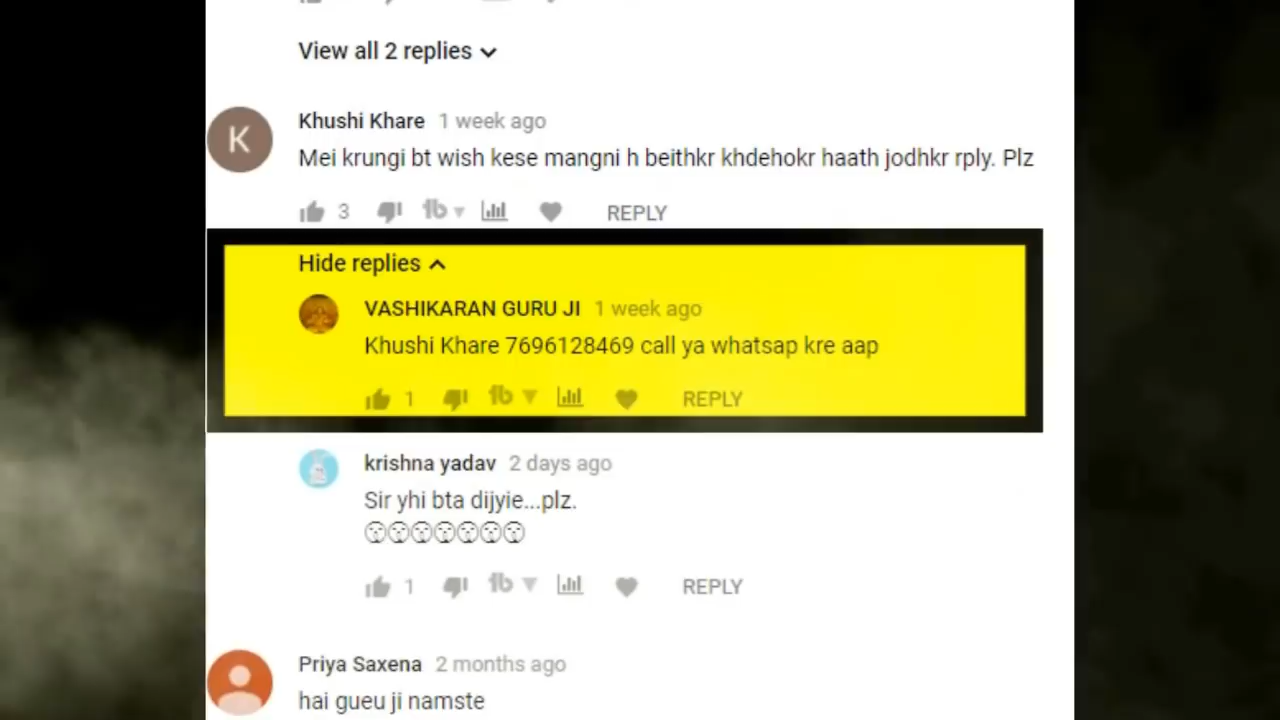 View all 2 replies
Khushi Khare 1 week ago
Mei krungi bt wish kese mangni h beithkr khdehokr haath jodhkr rply. Plz
3 REPLY
Hide replies
VASHIKARAN GURU JI 1 week ago
Khushi Khare 7696128469 call ya whatsap kre aap
1 REPLY
krishna yadav 2 days ago
Sir yhi bta dijyie...plz.
1 REPLY
Priya Saxena 2 months ago
hai gueu ji namste